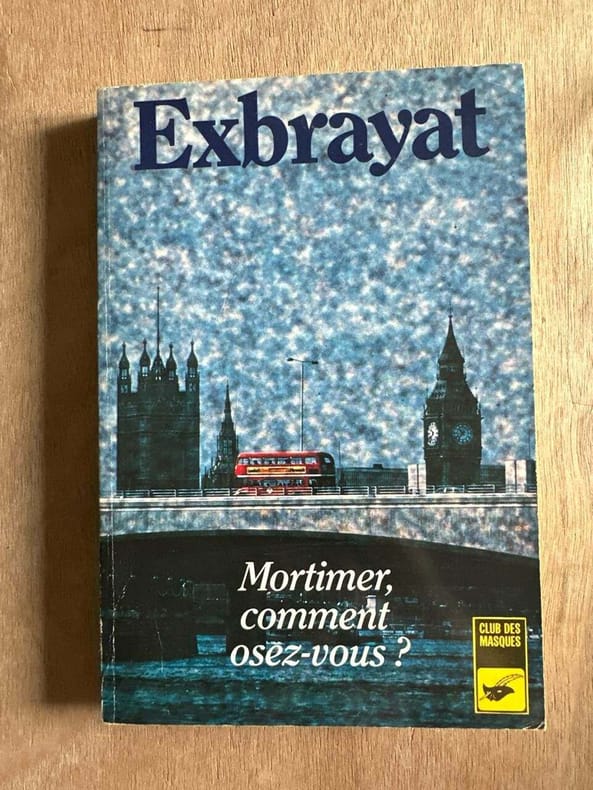 Exbrayat
Mortimer,
comment
osez-vous ?
CLUB DES
MASQUES